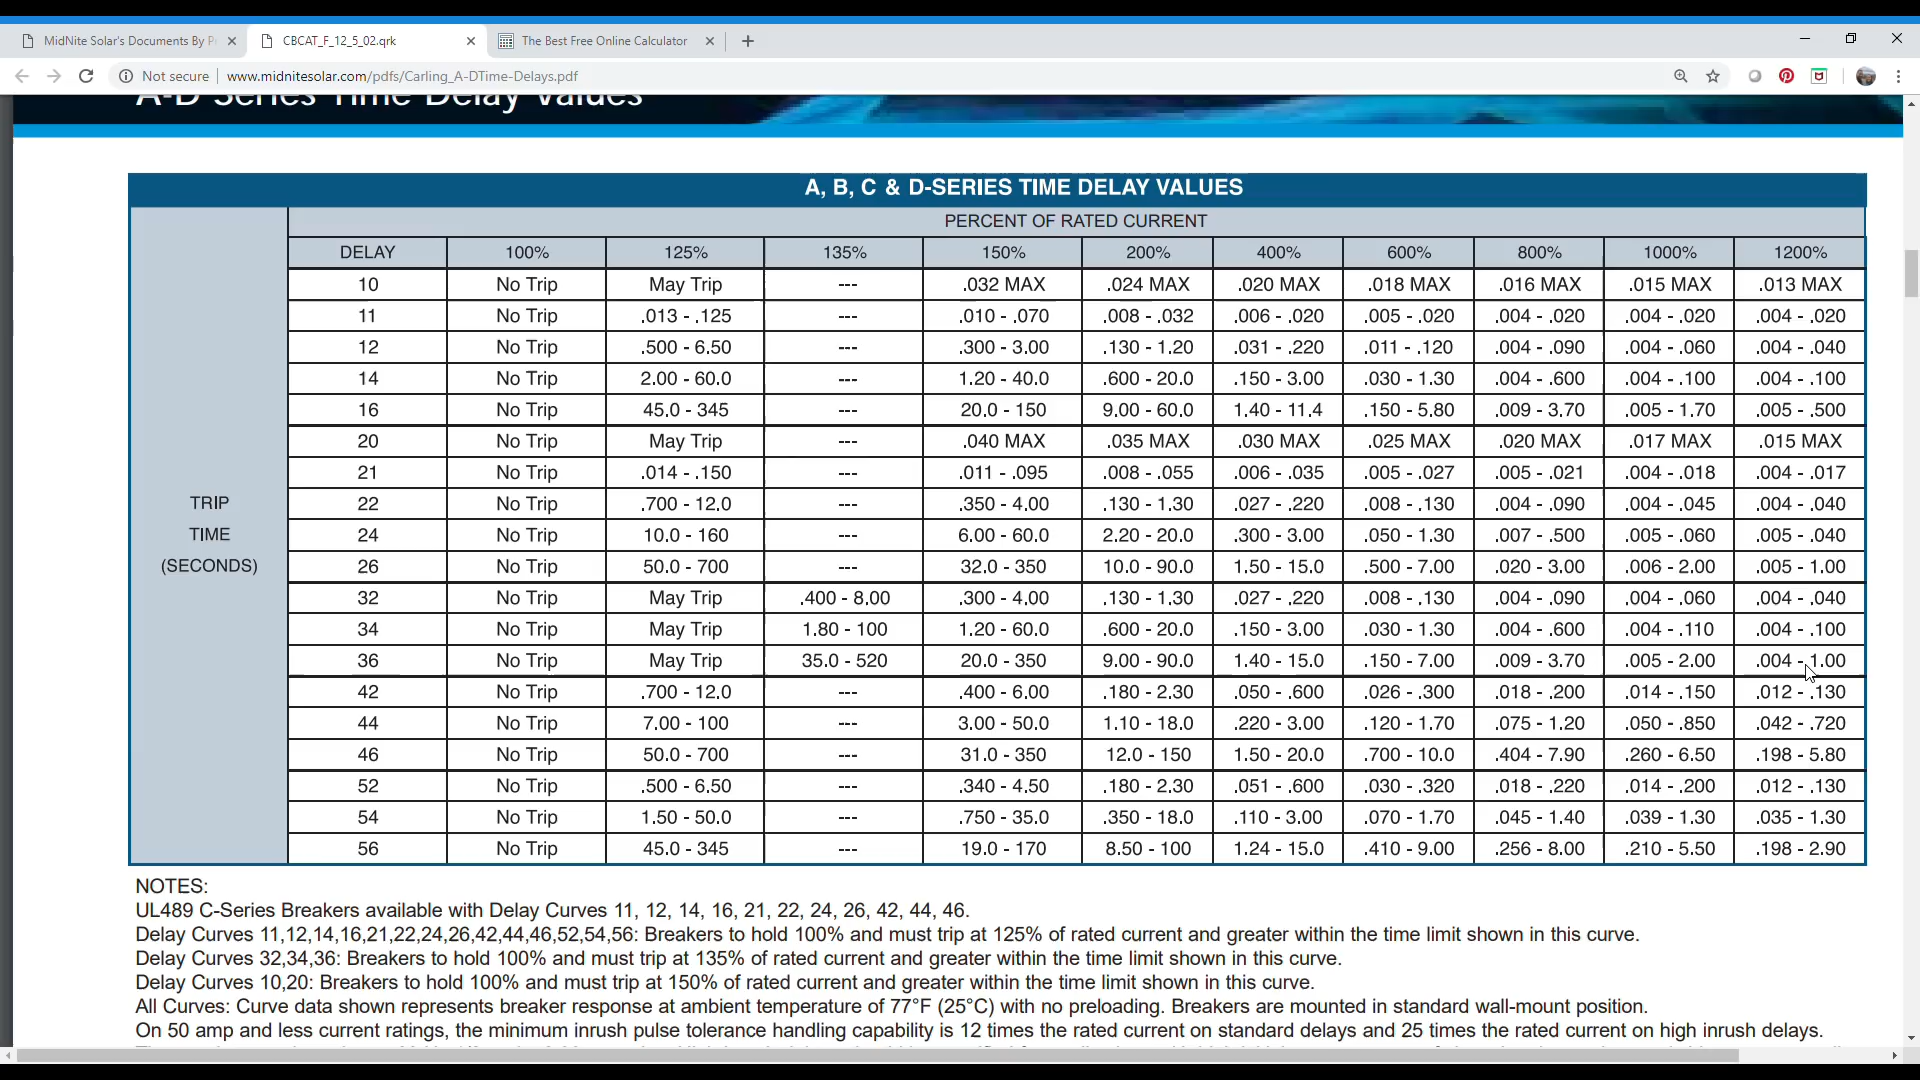 MidNite Solar's Documents By P
CBCAT_F_12_5_02.qrk
The Best Free Online Calculator
Not secure www.midnitesolar.com/pdfs/Carling_A-DTime-Delays.pdf
A-D Series Time Delay Values
A, B, C & D-SERIES TIME DELAY VALUES
PERCENT OF RATED CURRENT
DELAY 100% 125% 135% 150% 200% 400% 600% 800% 1000% 1200%
10 No Trip May Trip --- .032 MAX .024 MAX .020 MAX .018 MAX .016 MAX .015 MAX .013 MAX
11 No Trip .013 - .125 --- .010 - .070 .008 - .032 .006 - .020 .005 - .020 .004 - .020 .004 - .020 .004 - .020
12 No Trip .500 - 6.50 --- .300 - 3.00 .130 - 1.20 .031 - .220 .011 - .120 .004 - .090 .004 - .060 .004 - .040
14 No Trip 2.00 - 60.0 --- 1.20 - 40.0 .600 - 20.0 .150 - 3.00 .030 - 1.30 .004 - .600 .004 - .100 .004 - .100
16 No Trip 45.0 - 345 --- 20.0 - 150 9.00 - 60.0 1.40 - 11.4 .150 - 5.80 .009 - 3.70 .005 - 1.70 .005 - .500
20 No Trip May Trip --- .040 MAX .035 MAX .030 MAX .025 MAX .020 MAX .017 MAX .015 MAX
21 No Trip .014 - .150 --- .011 - .095 .008 - .055 .006 - .035 .005 - .027 .005 - .021 .004 - .018 .004 - .017
TRIP
22 No Trip .700 - 12.0 --- .350 - 4.00 .130 - 1.30 .027 - .220 .008 - .130 .004 - .090 .004 - .045 .004 - .040
TIME
24 No Trip 10.0 - 160 --- 6.00 - 60.0 2.20 - 20.0 .300 - 3.00 .050 - 1.30 .007 - .500 .005 - .060 .005 - .040
(SECONDS)
26 No Trip 50.0 - 700 --- 32.0 - 350 10.0 - 90.0 1.50 - 15.0 .500 - 7.00 .020 - 3.00 .006 - 2.00 .005 - 1.00
32 No Trip May Trip .400 - 8.00 .300 - 4.00 .130 - 1.30 .027 - .220 .008 - .130 .004 - .090 .004 - .060 .004 - .040
34 No Trip May Trip 1.80 - 100 1.20 - 60.0 .600 - 20.0 .150 - 3.00 .030 - 1.30 .004 - .600 .004 - .110 .004 - .100
36 No Trip May Trip 35.0 - 520 20.0 - 350 9.00 - 90.0 1.40 - 15.0 .150 - 7.00 .009 - 3.70 .005 - 2.00 .004 - 1.00
42 No Trip .700 - 12.0 --- .400 - 6.00 .180 - 2.30 .050 - .600 .026 - .300 .018 - .200 .014 - .150 .012 - .130
44 No Trip 7.00 - 100 --- 3.00 - 50.0 1.10 - 18.0 .220 - 3.00 .120 - 1.70 .075 - 1.20 .050 - .850 .042 - .720
46 No Trip 50.0 - 700 --- 31.0 - 350 12.0 - 150 1.50 - 20.0 .700 - 10.0 .404 - 7.90 .260 - 6.50 .198 - 5.80
52 No Trip .500 - 6.50 --- .340 - 4.50 .180 - 2.30 .051 - .600 .030 - .320 .018 - .220 .014 - .200 .012 - .130
54 No Trip 1.50 - 50.0 --- .750 - 35.0 .350 - 18.0 .110 - 3.00 .070 - 1.70 .045 - 1.40 .039 - 1.30 .035 - 1.30
56 No Trip 45.0 - 345 --- 19.0 - 170 8.50 - 100 1.24 - 15.0 .410 - 9.00 .256 - 8.00 .210 - 5.50 .198 - 2.90
NOTES:
UL489 C-Series Breakers available with Delay Curves 11, 12, 14, 16, 21, 22, 24, 26, 42, 44, 46.
Delay Curves 11,12,14,16,21,22,24,26,42,44,46,52,54,56: Breakers to hold 100% and must trip at 125% of rated current and greater within the time limit shown in this curve.
Delay Curves 32,34,36: Breakers to hold 100% and must trip at 135% of rated current and greater within the time limit shown in this curve.
Delay Curves 10,20: Breakers to hold 100% and must trip at 150% of rated current and greater within the time limit shown in this curve.
All Curves: Curve data shown represents breaker response at ambient temperature of 77°F (25°C) with no preloading. Breakers are mounted in standard wall-mount position.
On 50 amp and less current ratings, the minimum inrush pulse tolerance handling capability is 12 times the rated current on standard delays and 25 times the rated current on high inrush delays.